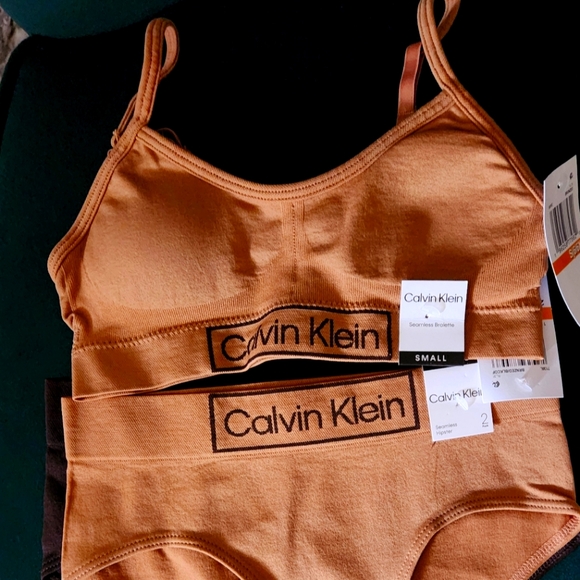 Calvin Klein
Seamless Bralette
SMALL
Calvin Klein
Calvin Klein
Calvin Klein
Seamless
Hipster
2